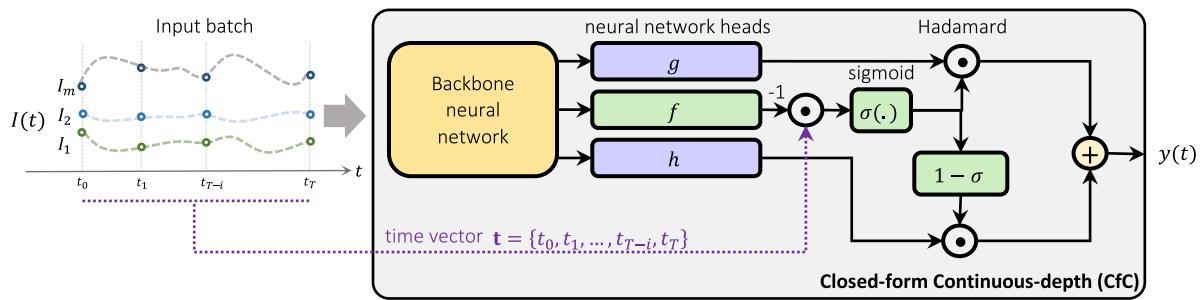 Input batch
I(t)
I_m
I_2
I_1
t_0
t_1
t_{T−i}
t_T
t
time vector t = {t_0, t_1, … , t_{T−i}, t_T}
Backbone
neural
network
neural network heads
g
f
h
-1
sigmoid
σ(.)
Hadamard
1 − σ
+
y(t)
Closed-form Continuous-depth (CfC)